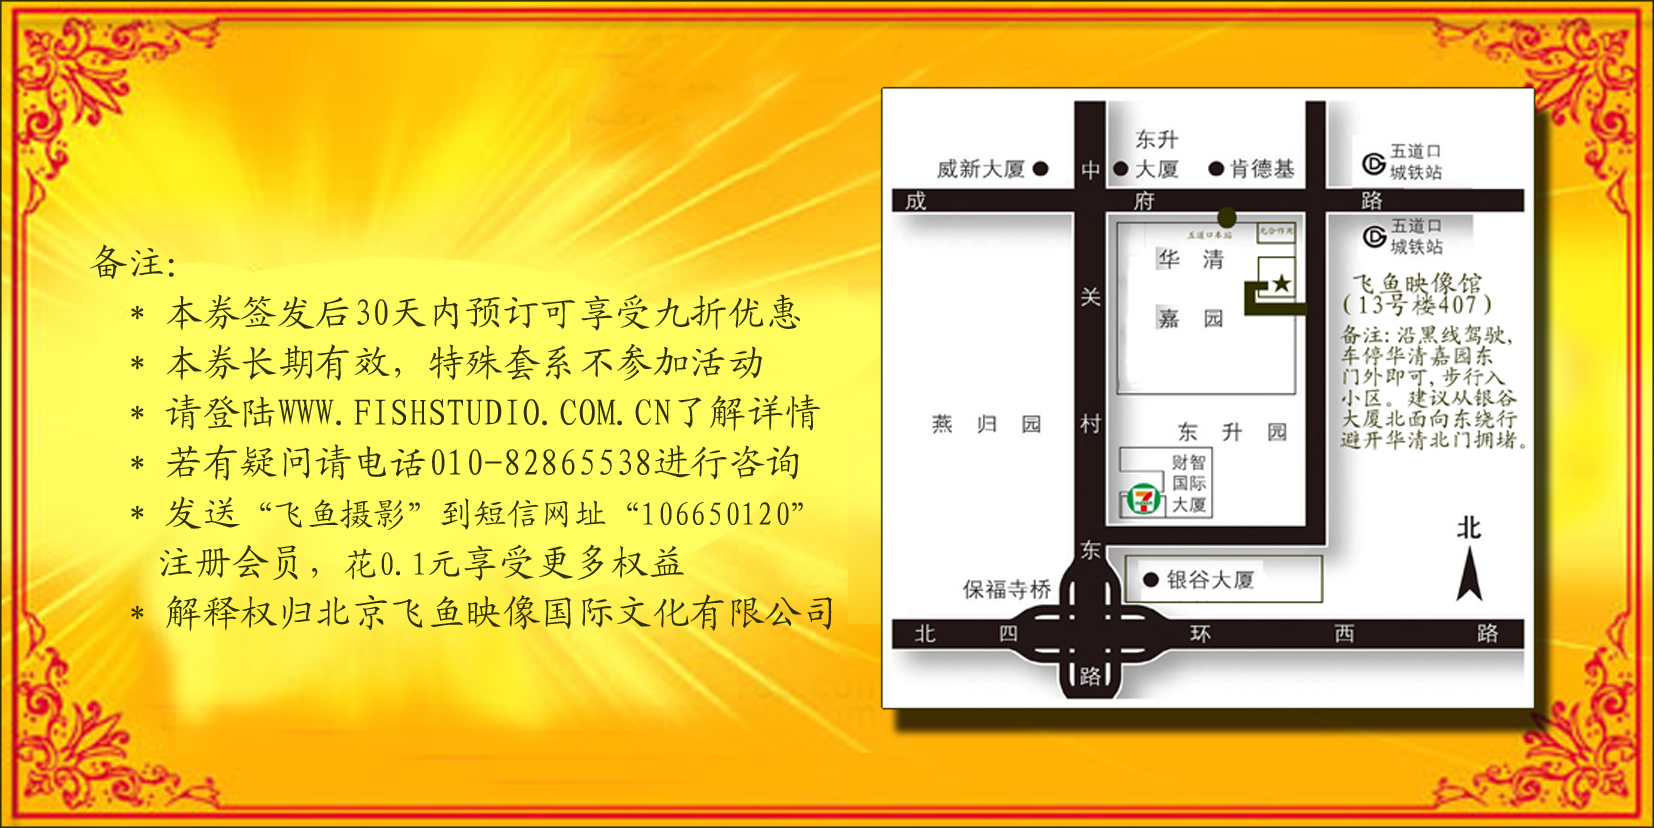 备注：
* 本券签发后30天内预订可享受九折优惠
* 本券长期有效，特殊套系不参加活动
* 请登陆WWW.FISHSTUDIO.COM.CN了解详情
* 若有疑问请电话010-82865538进行咨询
* 发送“飞鱼摄影”到短信网址“106650120”
注册会员，花0.1元享受更多权益
* 解释权归北京飞鱼映像国际文化有限公司
东升
威新大厦
中
大厦
肯德基
五道口
城铁站
成 府 路
五道口
城铁站
五道口车站
华 清
关
嘉 园
飞鱼映像馆
(13号楼407)
备注：沿黑线驾驶，
车停华清嘉园东
门外即可，步行入
小区。建议从银谷
大厦北面向东绕行
避开华清北门拥堵。
燕 归 园
村
东 升 园
财智
国际
大厦
7
东
银谷大厦
保福寺桥
北 四 环 西 路
路
北